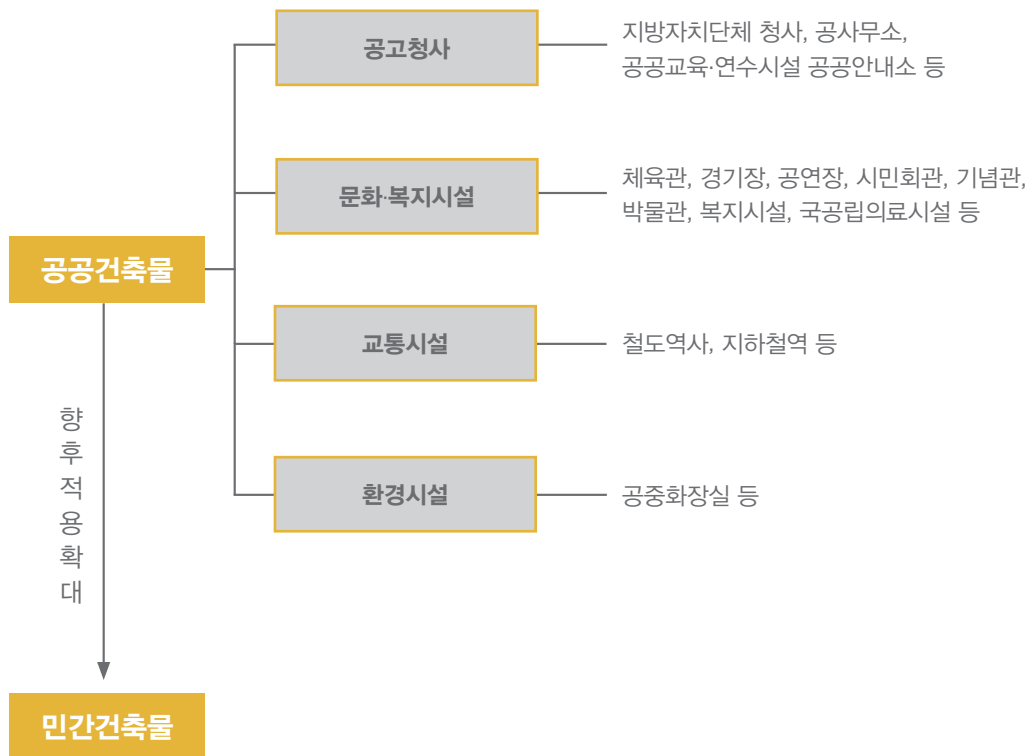 공고청사
지방자치단체 청사, 공사무소,
공공교육·연수시설 공공안내소 등
문화·복지시설
체육관, 경기장, 공연장, 시민회관, 기념관,
박물관, 복지시설, 국공립의료시설 등
공공건축물
교통시설
철도역사, 지하철역 등
향후적용확대
환경시설
공중화장실 등
민간건축물